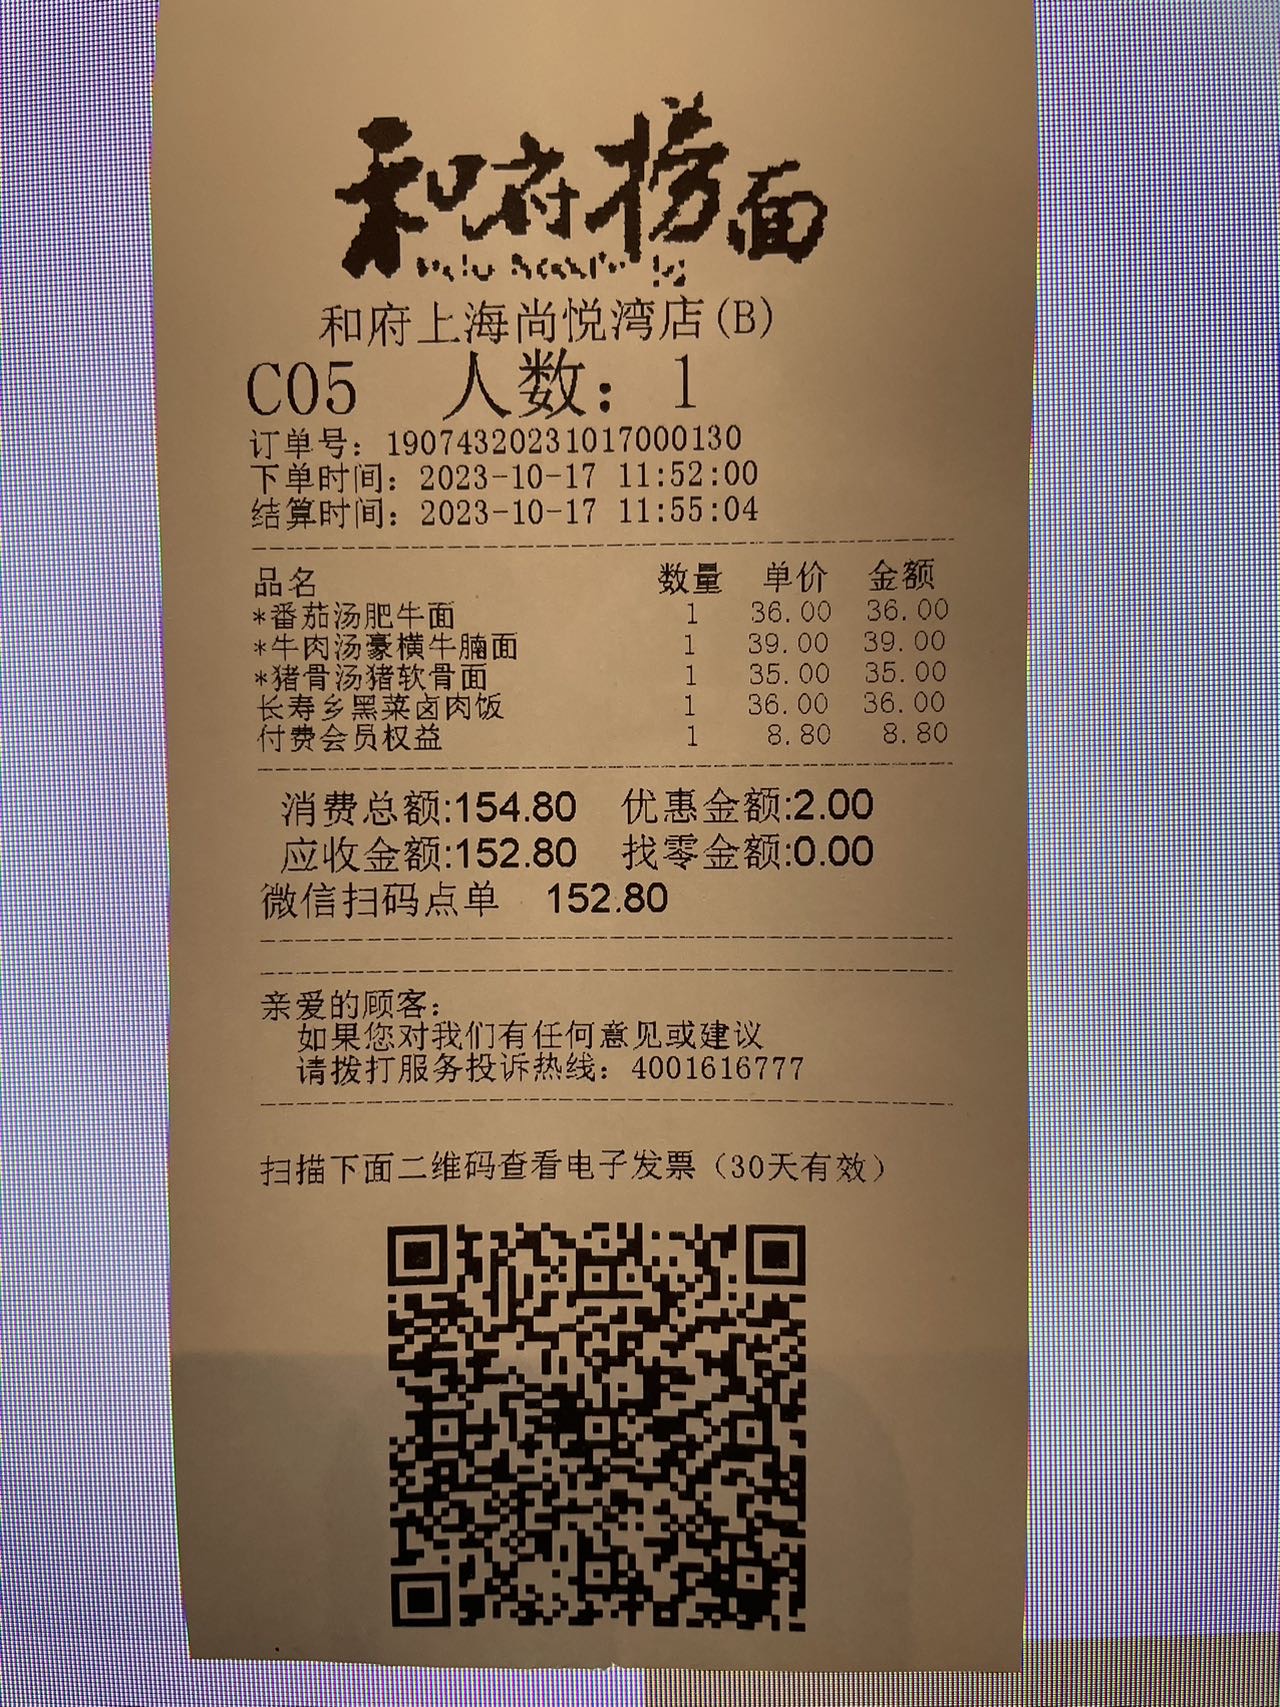 和府捞面
和府上海尚悦湾店(B)
C05 人数：1
订单号：19074320231017000130
下单时间：2023-10-17 11:52:00
结算时间：2023-10-17 11:55:04
品名 数量 单价 金额
*番茄汤肥牛面 1 36.00 36.00
*牛肉汤豪横牛腩面 1 39.00 39.00
*猪骨汤猪软骨面 1 35.00 35.00
长寿乡黑菜卤肉饭 1 36.00 36.00
付费会员权益 1 8.80 8.80
消费总额:154.80 优惠金额:2.00
应收金额:152.80 找零金额:0.00
微信扫码点单 152.80
亲爱的顾客：
如果您对我们有任何意见或建议
请拨打服务投诉热线：4001616777
扫描下面二维码查看电子发票（30天有效）